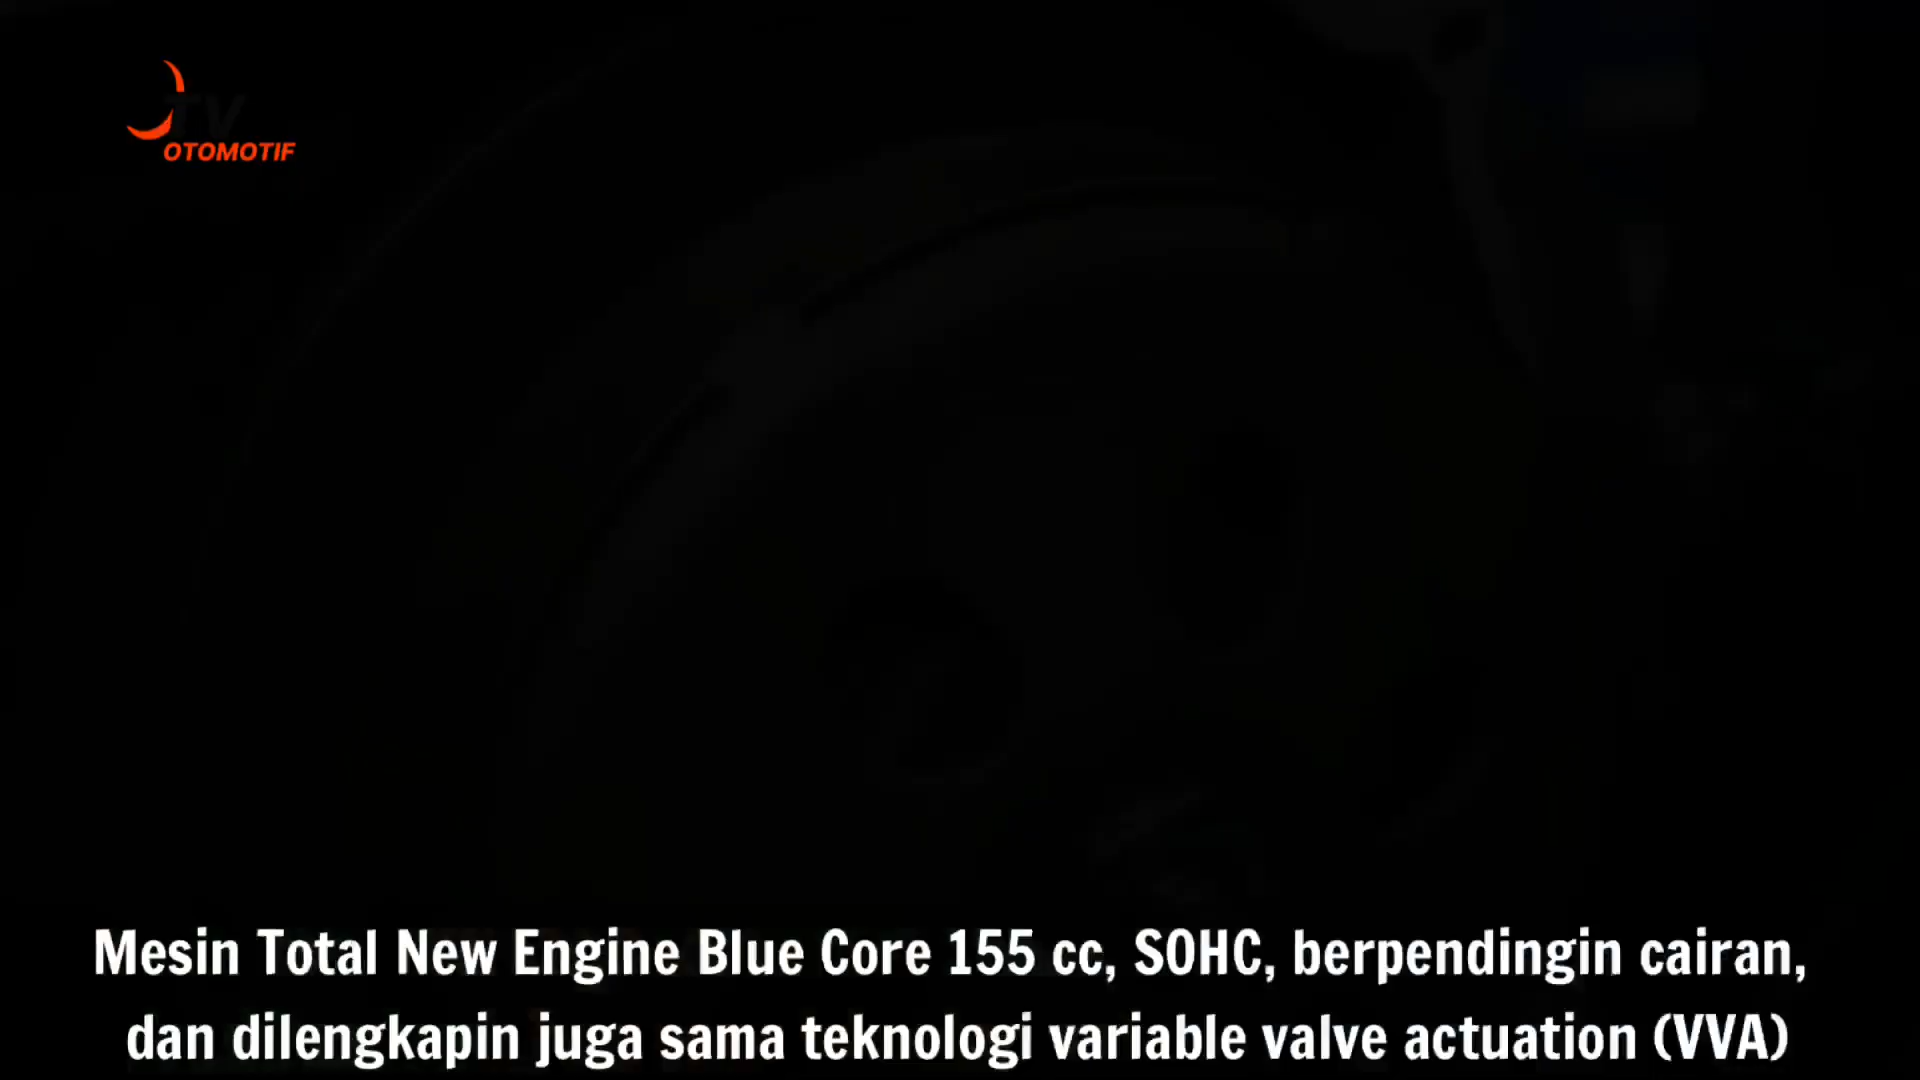 TV
OTOMOTIF
Mesin Total New Engine Blue Core 155 cc, SOHC, berpendingin cairan,
dan dilengkapin juga sama teknologi variable valve actuation (VVA)